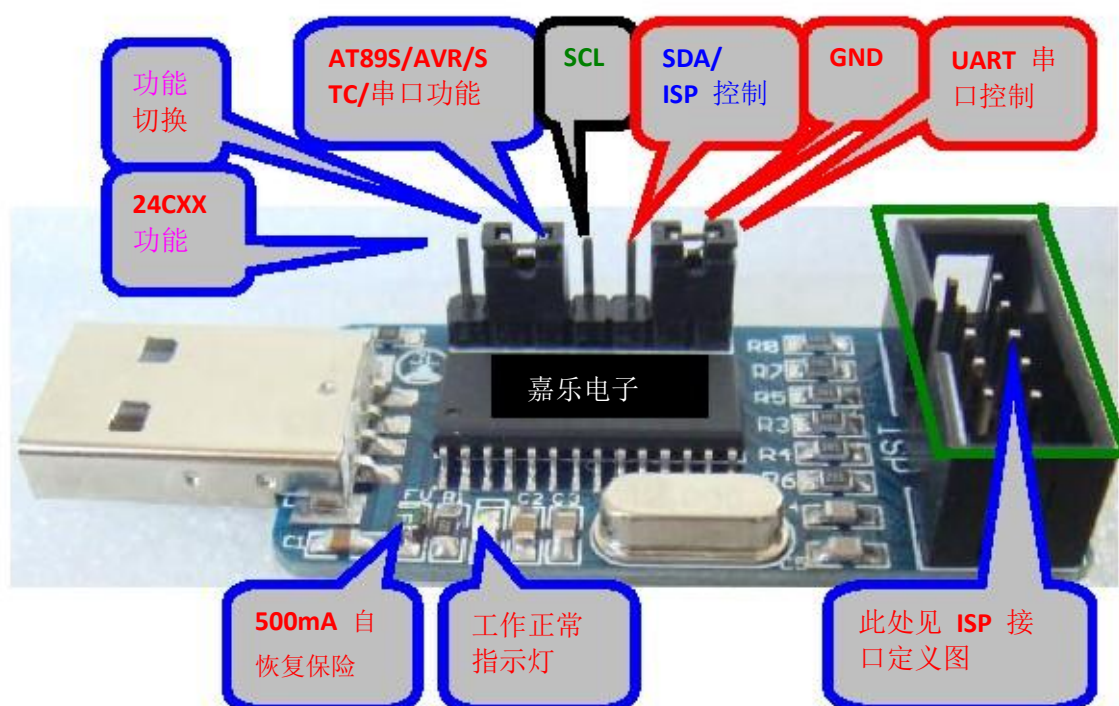 功能
切换
AT89S/AVR/S
TC/串口功能
SCL
SDA/
ISP 控制
GND
UART 串
口控制
24CXX
功能
嘉乐电子
R10
R7
R5
R3
R4
R6
ISP
FU
R1
C2
C3
C1
500mA 自
恢复保险
工作正常
指示灯
此处见 ISP 接
口定义图